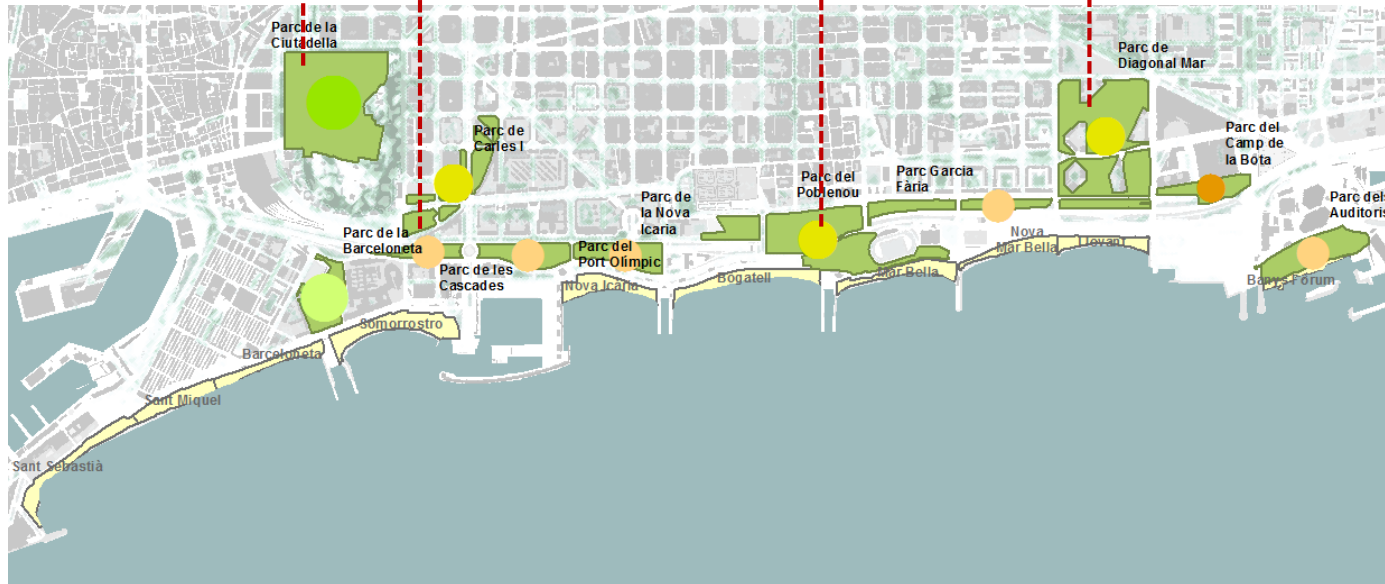 Parc de la
Ciutadella
Parc de
Diagonal Mar
Parc de
Carles I
Parc del
Camp de
la Bota
Parc del
Poblenou
Parc Garcia
Fària
Parc de
la Nova
Icaria
Parc dels
Auditoris
Parc de la
Barceloneta
Parc del
Port Olímpic
Parc de les
Cascades
Nova
Mar Bella
Llevant
Mar Bella
Bogatell
Nova Icària
Banys Fòrum
Somorrostro
Barceloneta
Sant Miquel
Sant Sebastià